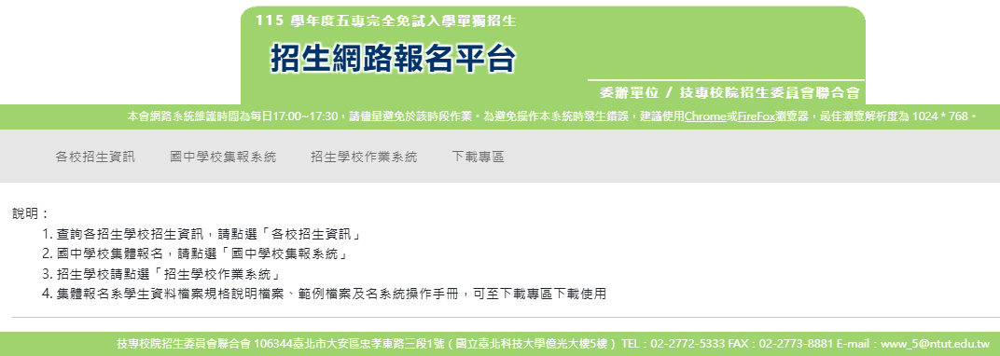 115 學年度五專完全免試入學單獨招生
招生網路報名平台
委辦單位 / 技專校院招生委員會聯合會
本會網路系統維護時間為每日17:00~17:30，請儘量避免於該時段作業。為避免操作本系統時發生錯誤，建議使用Chrome或FireFox瀏覽器，最佳瀏覽解析度為 1024 * 768。
各校招生資訊 國中學校集報系統 招生學校作業系統 下載專區
說明：
1. 查詢各招生學校招生資訊，請點選「各校招生資訊」
2. 國中學校集體報名，請點選「國中學校集報系統」
3. 招生學校請點選「招生學校作業系統」
4. 集體報名系學生資料檔案規格說明檔案、範例檔案及名系統操作手冊，可至下載專區下載使用
技專校院招生委員會聯合會 106344臺北市大安區忠孝東路三段1號（國立臺北科技大學億光大樓5樓） TEL：02-2772-5333 FAX：02-2773-8881 E-mail：www_5@ntut.edu.tw